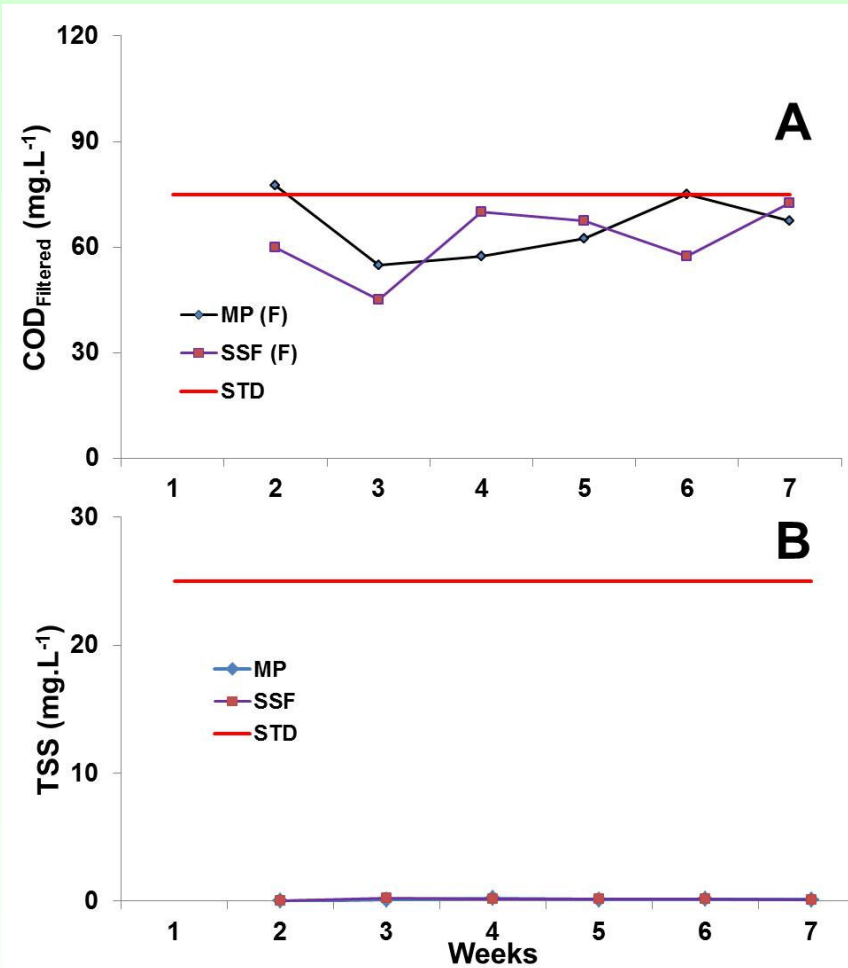 A
COD_Filtered (mg.L⁻¹)
120
90
60
30
0
MP (F)
SSF (F)
STD
1 2 3 4 5 6 7
B
TSS (mg.L⁻¹)
30
20
10
0
MP
SSF
STD
1 2 3 4 5 6 7
Weeks